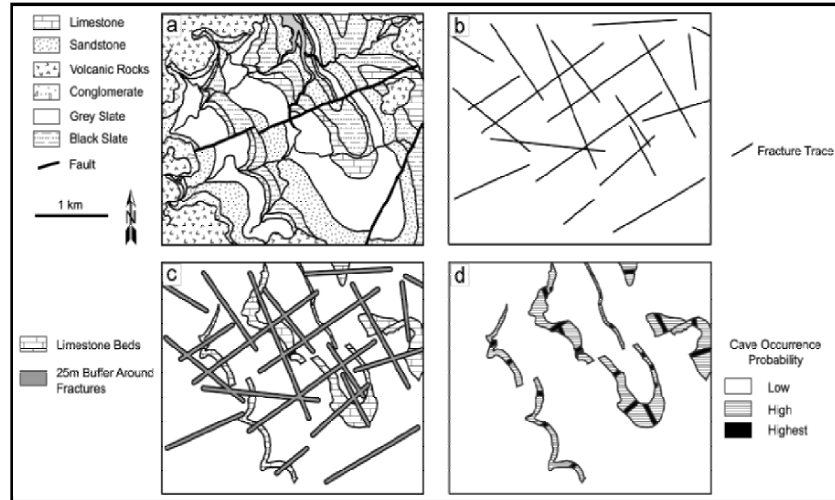 Limestone
Sandstone
Volcanic Rocks
Conglomerate
Grey Slate
Black Slate
Fault
1 km
N
a
b
Fracture Trace
c
Limestone Beds
25m Buffer Around
Fractures
d
Cave Occurrence
Probability
Low
High
Highest